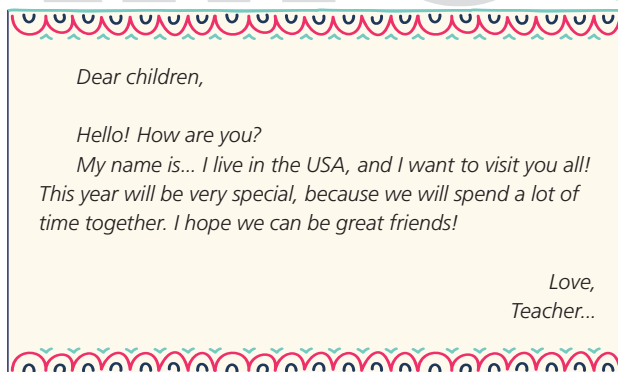 Dear children,
Hello! How are you?
My name is... I live in the USA, and I want to visit you all!
This year will be very special, because we will spend a lot of
time together. I hope we can be great friends!
Love,
Teacher...